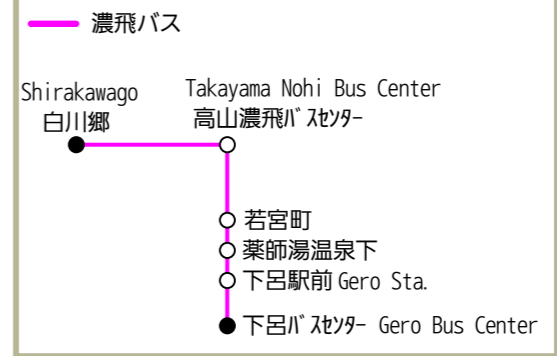 濃飛バス
Shirakawago
白川郷
Takayama Nohi Bus Center
高山濃飛ﾊﾞｽｾﾝﾀｰ
若宮町
薬師湯温泉下
下呂駅前 Gero Sta.
下呂ﾊﾞｽｾﾝﾀｰ Gero Bus Center